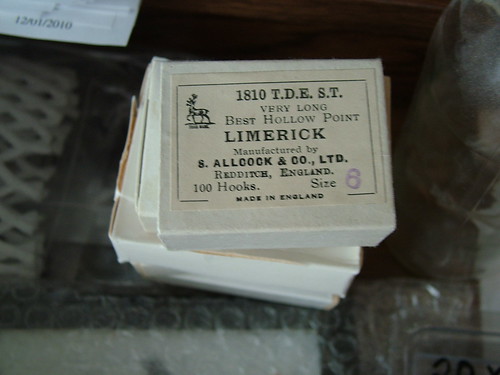 12/01/2010
1810 T.D.E. S.T.
VERY LONG
BEST HOLLOW POINT
LIMERICK
Manufactured by
S. ALLCOCK & CO., LTD.
REDDITCH, ENGLAND.
100 Hooks. Size 6
MADE IN ENGLAND